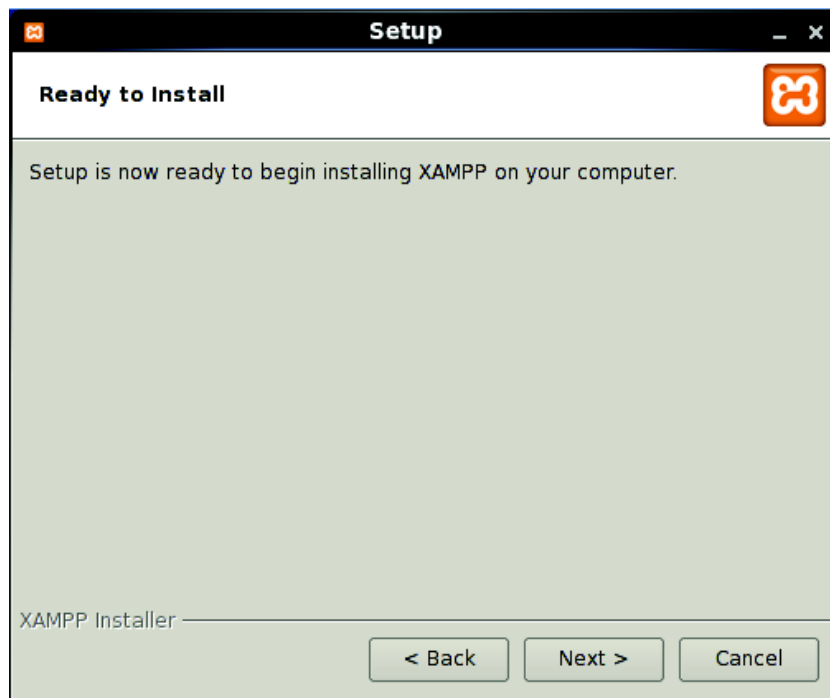 Setup
Ready to Install
Setup is now ready to begin installing XAMPP on your computer.
XAMPP Installer
< Back Next > Cancel